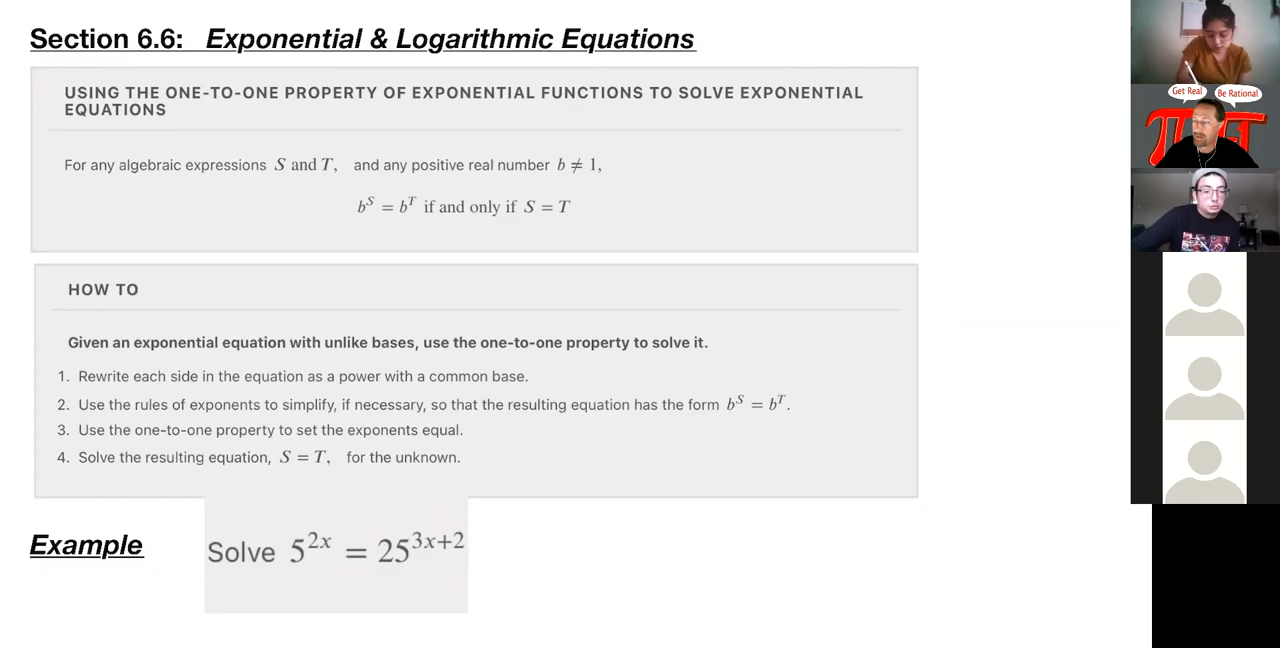 Section 6.6: Exponential & Logarithmic Equations
USING THE ONE-TO-ONE PROPERTY OF EXPONENTIAL FUNCTIONS TO SOLVE EXPONENTIAL
EQUATIONS
For any algebraic expressions S and T, and any positive real number b ≠ 1,
b^S = b^T if and only if S = T
HOW TO
Given an exponential equation with unlike bases, use the one-to-one property to solve it.
1. Rewrite each side in the equation as a power with a common base.
2. Use the rules of exponents to simplify, if necessary, so that the resulting equation has the form b^S = b^T.
3. Use the one-to-one property to set the exponents equal.
4. Solve the resulting equation, S = T, for the unknown.
Example
Solve 5^{2x} = 25^{3x+2}
Get Real
Be Rational